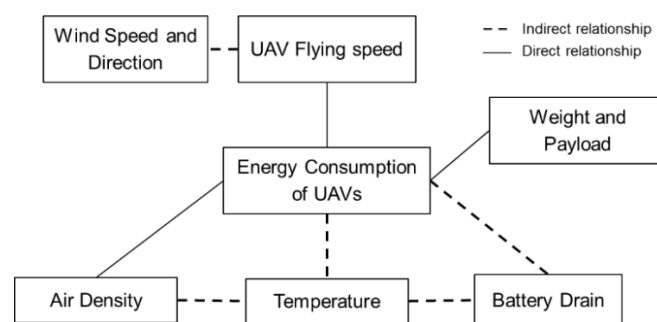 Wind Speed and
Direction
UAV Flying speed
Indirect relationship
Direct relationship
Weight and
Payload
Energy Consumption
of UAVs
Air Density
Temperature
Battery Drain